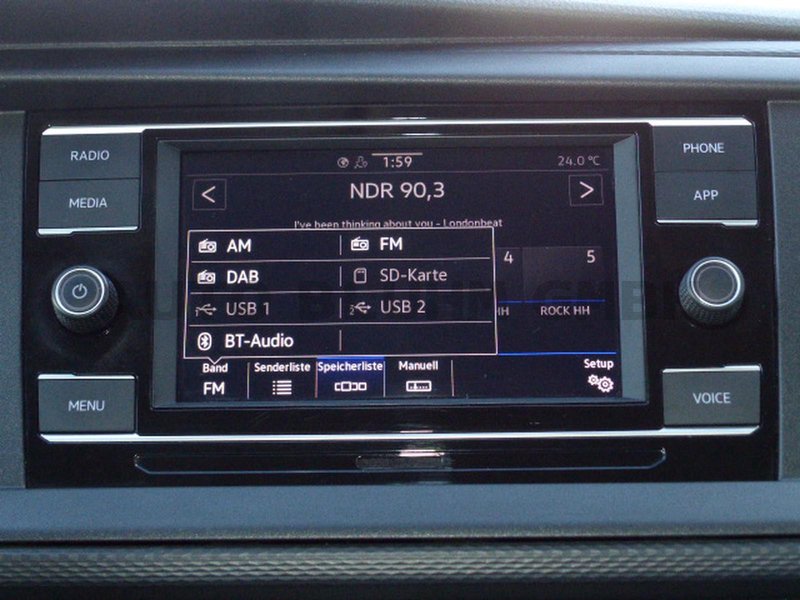 RADIO
MEDIA
MENU
PHONE
APP
VOICE
1:59
24.0 °C
< NDR 90,3 >
I've been thinking about you - Londonbeat
AM
FM
DAB
SD-Karte
1 USB 1
2 USB 2
BT-Audio
4 5
HH ROCK HH
Band Senderliste Speicherliste Manuell Setup
FM